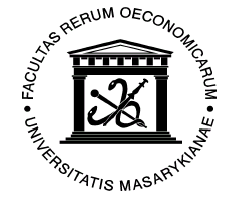 FACULTAS RERUM OECONOMICARUM
UNIVERSITATIS MASARYKIANAE